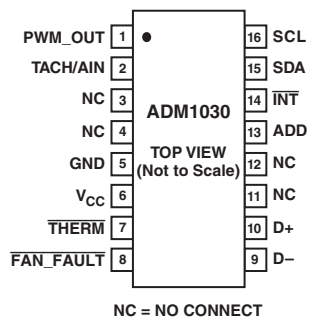 PWM_OUT 1 16 SCL
TACH/AIN 2 15 SDA
NC 3 14 INT
NC 4 ADM1030 13 ADD
GND 5 TOP VIEW 12 NC
VCC 6 (Not to Scale) 11 NC
THERM 7 10 D+
FAN_FAULT 8 9 D–
NC = NO CONNECT